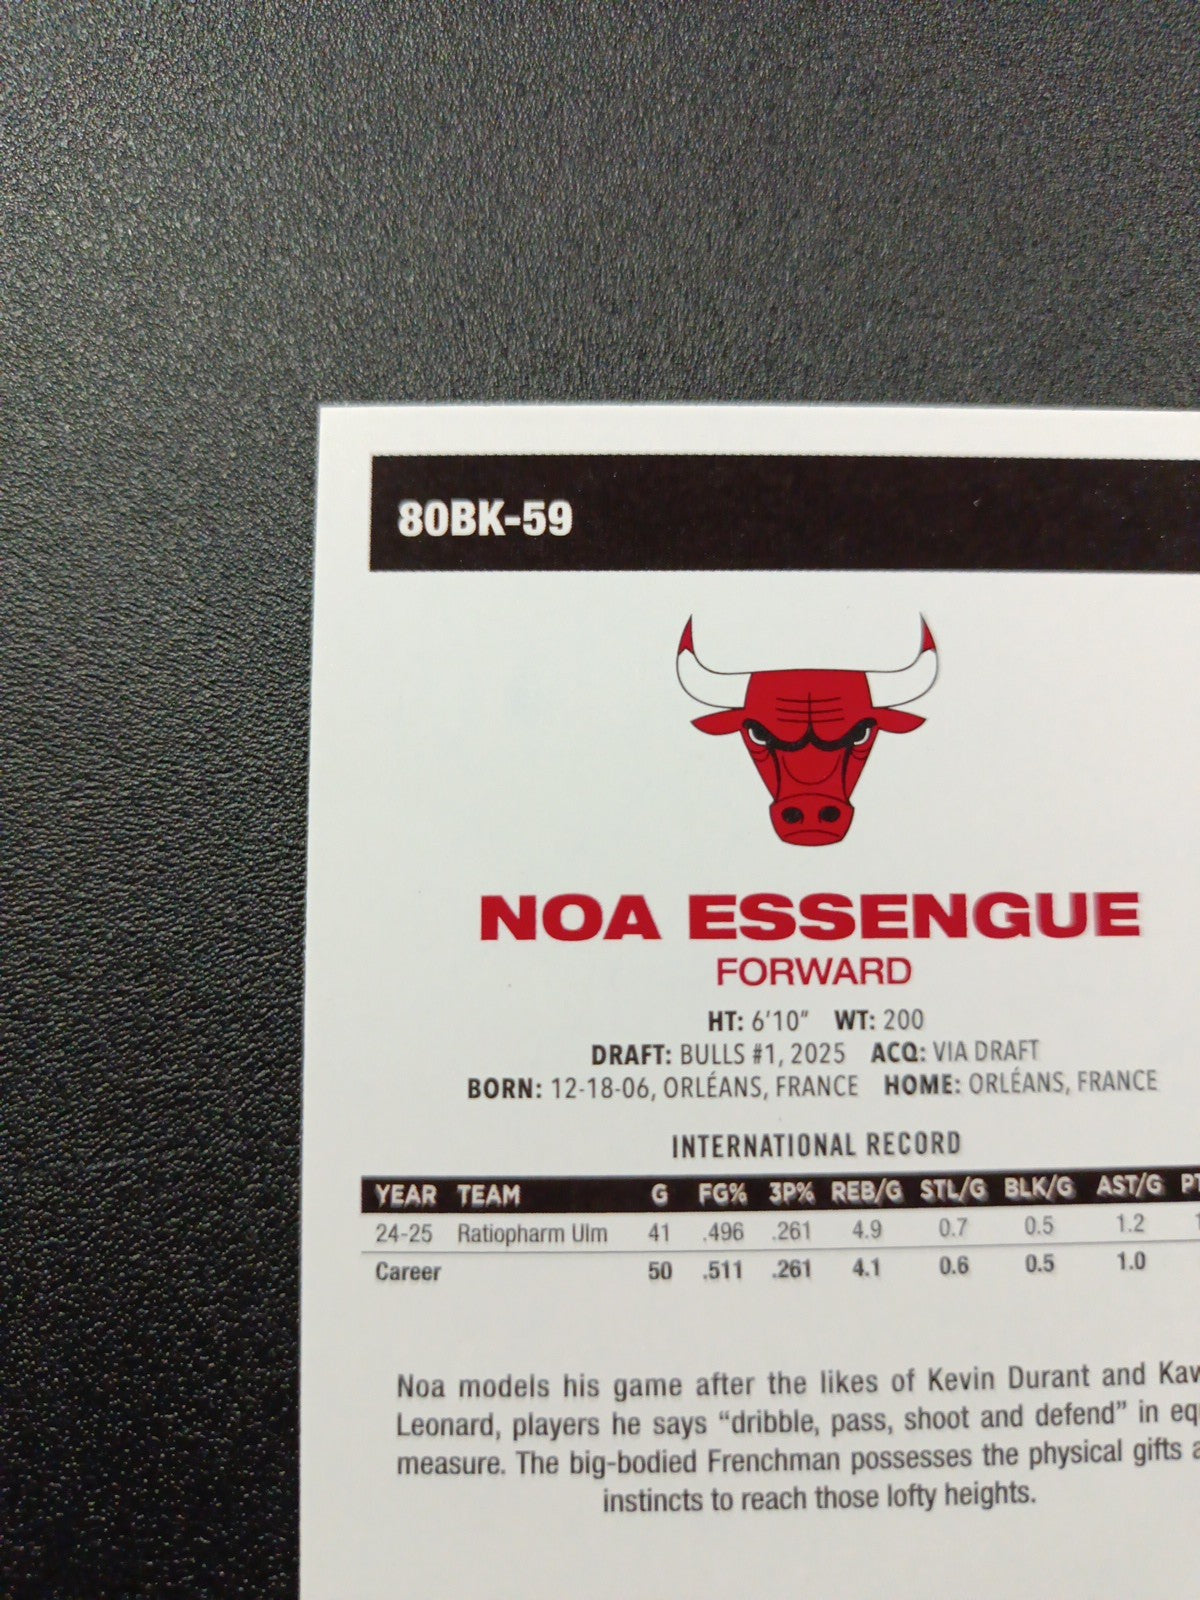 80BK-59
NOA ESSENGUE
FORWARD
HT: 6'10" WT: 200
DRAFT: BULLS #1, 2025 ACQ: VIA DRAFT
BORN: 12-18-06, ORLÉANS, FRANCE HOME: ORLÉANS, FRANCE
INTERNATIONAL RECORD
YEAR TEAM G FG% 3P% REB/G STL/G BLK/G AST/G
24-25 Ratiopharm Ulm 41 .496 .261 4.9 0.7 0.5 1.2
Career 50 .511 .261 4.1 0.6 0.5 1.0
Noa models his game after the likes of Kevin Durant and
Leonard, players he says “dribble, pass, shoot and defend” in
measure. The big-bodied Frenchman possesses the physical gifts
instincts to reach those lofty heights.